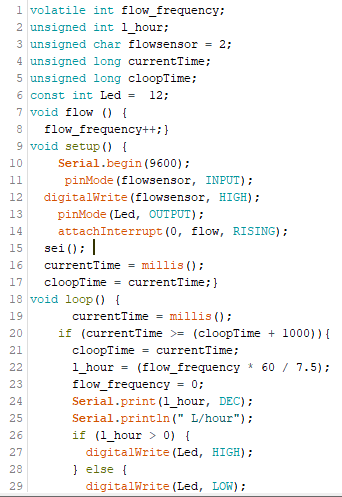 1 volatile int flow_frequency;
2 unsigned int l_hour;
3 unsigned char flowsensor = 2;
4 unsigned long currentTime;
5 unsigned long cloopTime;
6 const int Led =  12;
7 void flow () {
8   flow_frequency++;}
9 void setup() {
10     Serial.begin(9600);
11      pinMode(flowsensor, INPUT);
12   digitalWrite(flowsensor, HIGH);
13     pinMode(Led, OUTPUT);
14     attachInterrupt(0, flow, RISING);
15   sei();
16   currentTime = millis();
17   cloopTime = currentTime;}
18 void loop() {
19       currentTime = millis();
20     if (currentTime >= (cloopTime + 1000)){
21       cloopTime = currentTime;
22       l_hour = (flow_frequency * 60 / 7.5);
23       flow_frequency = 0;
24       Serial.print(l_hour, DEC);
25       Serial.println(" L/hour");
26       if (l_hour > 0) {
27         digitalWrite(Led, HIGH);
28       } else {
29         digitalWrite(Led, LOW);